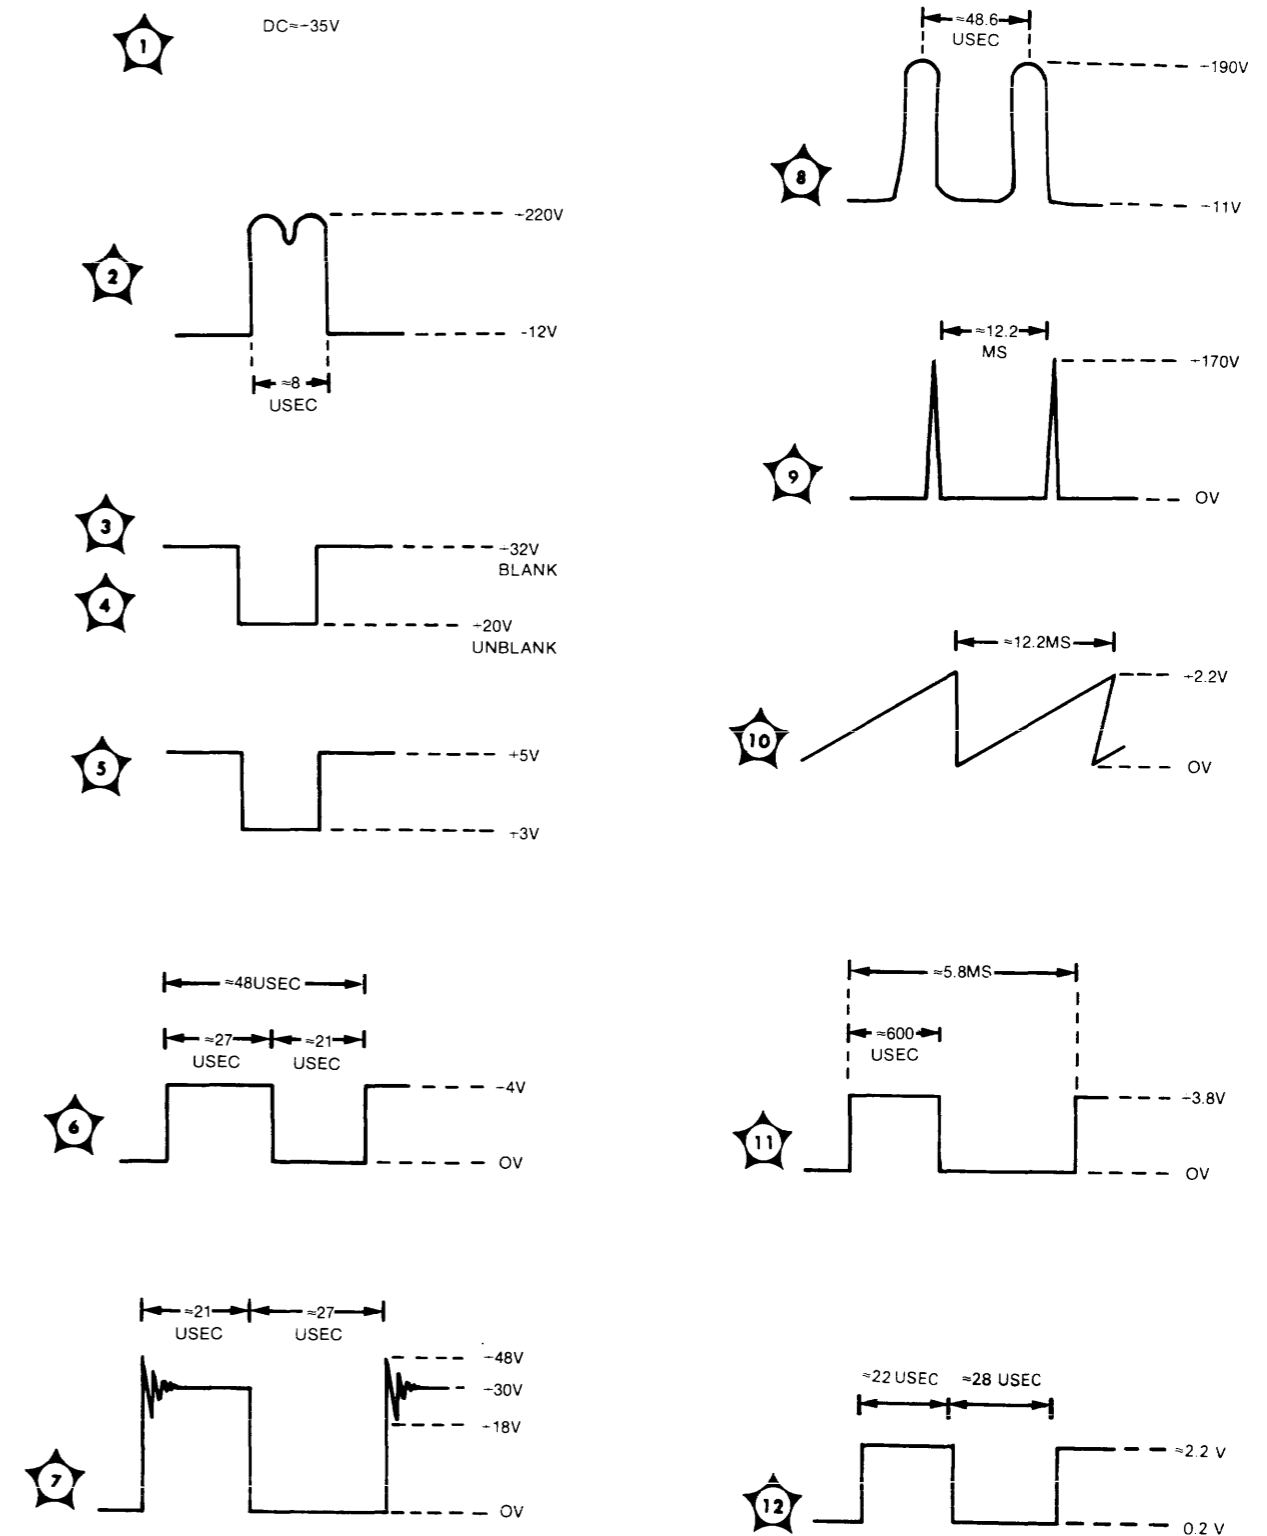 1
DC≈-35V
2
-220V
-12V
≈8
USEC
3
-32V
BLANK
4
-20V
UNBLANK
5
+5V
+3V
≈48USEC
≈27
USEC
≈21
USEC
6
-4V
0V
≈21
USEC
≈27
USEC
7
-48V
-30V
-18V
0V
≈48.6
USEC
8
-190V
-11V
≈12.2
MS
9
-170V
0V
≈12.2MS
10
+2.2V
0V
≈5.8MS
≈600
USEC
11
-3.8V
0V
≈22 USEC
≈28 USEC
12
≈2.2 V
0.2 V